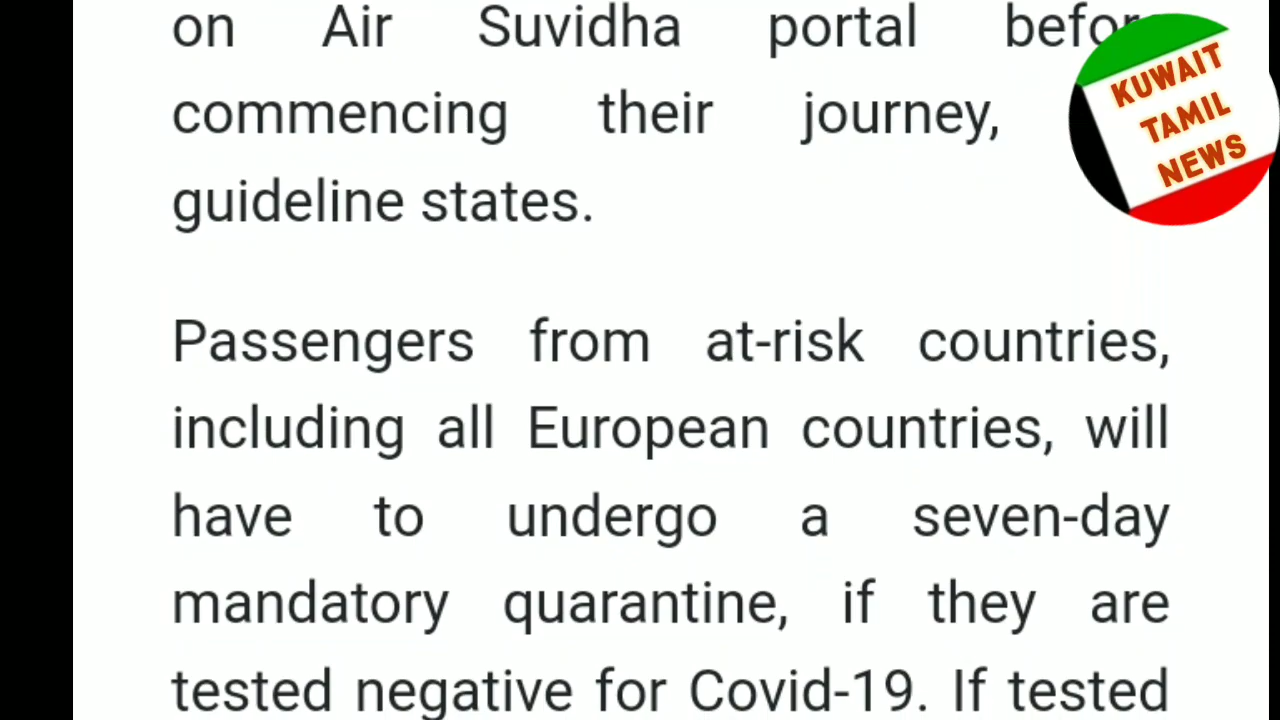 on Air Suvidha portal
commencing their journey,
guideline states.
Passengers from at-risk countries,
including all European countries, will
have to undergo a seven-day
mandatory quarantine, if they are
tested negative for Covid-19. If tested
KUWAIT
TAMIL
NEWS